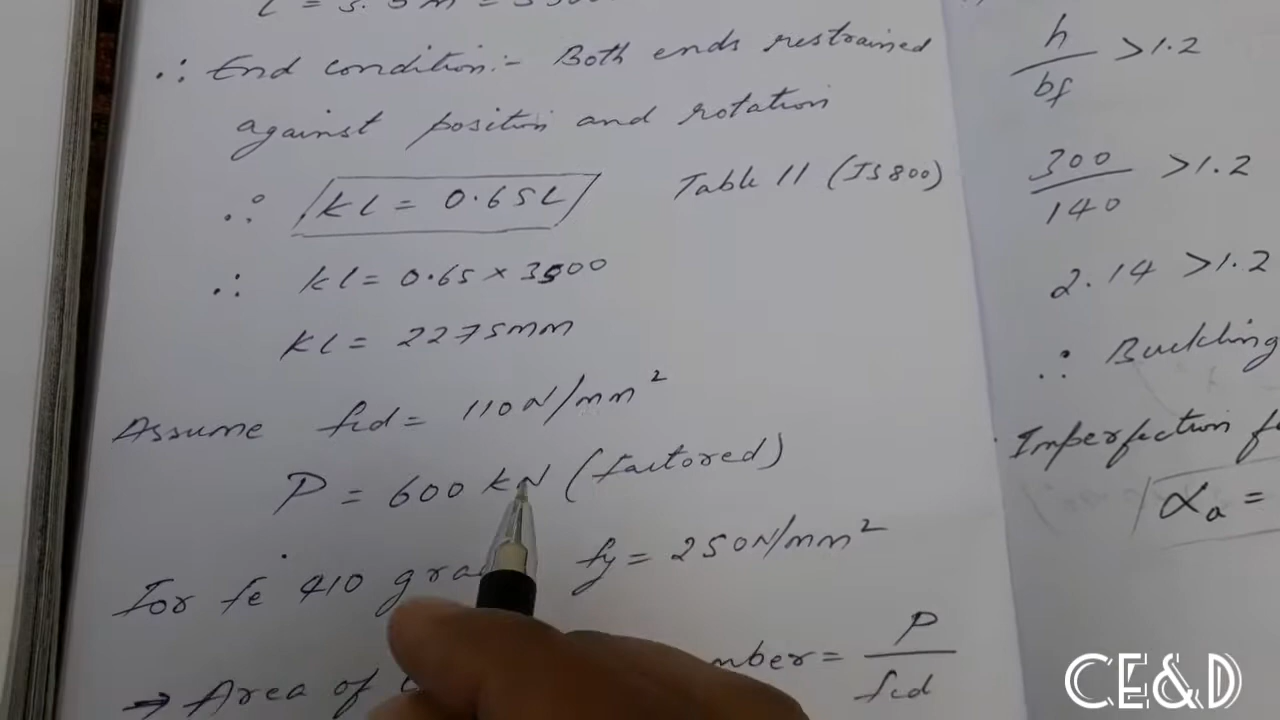 ∴ End condition:- Both ends restrained
against position and rotation
∴ kl = 0.65L Table 11 (IS800)
∴ kl = 0.65 × 3500
kl = 2275mm
Assume fcd = 110N/mm²
P = 600 kN (factored)
For fe 410 fy = 250N/mm²
→ Area of = P/fcd
h/bf > 1.2
300/140 > 1.2
2.14 > 1.2
∴ Buckling
Imperfection
αa =
CE&D